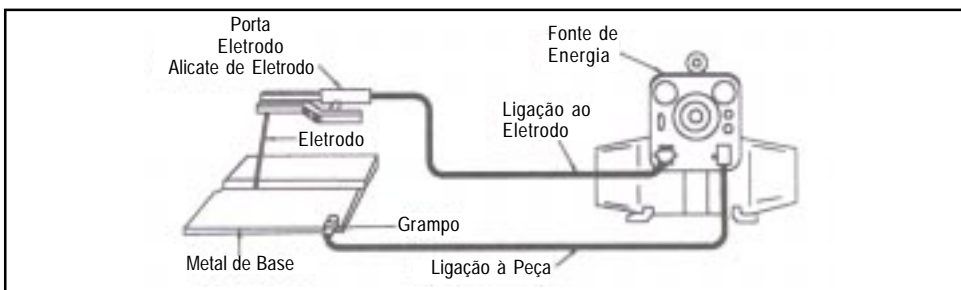 Porta
Eletrodo
Alicate de Eletrodo
Fonte de
Energia
Ligação ao
Eletrodo
Eletrodo
Grampo
Metal de Base
Ligação à Peça